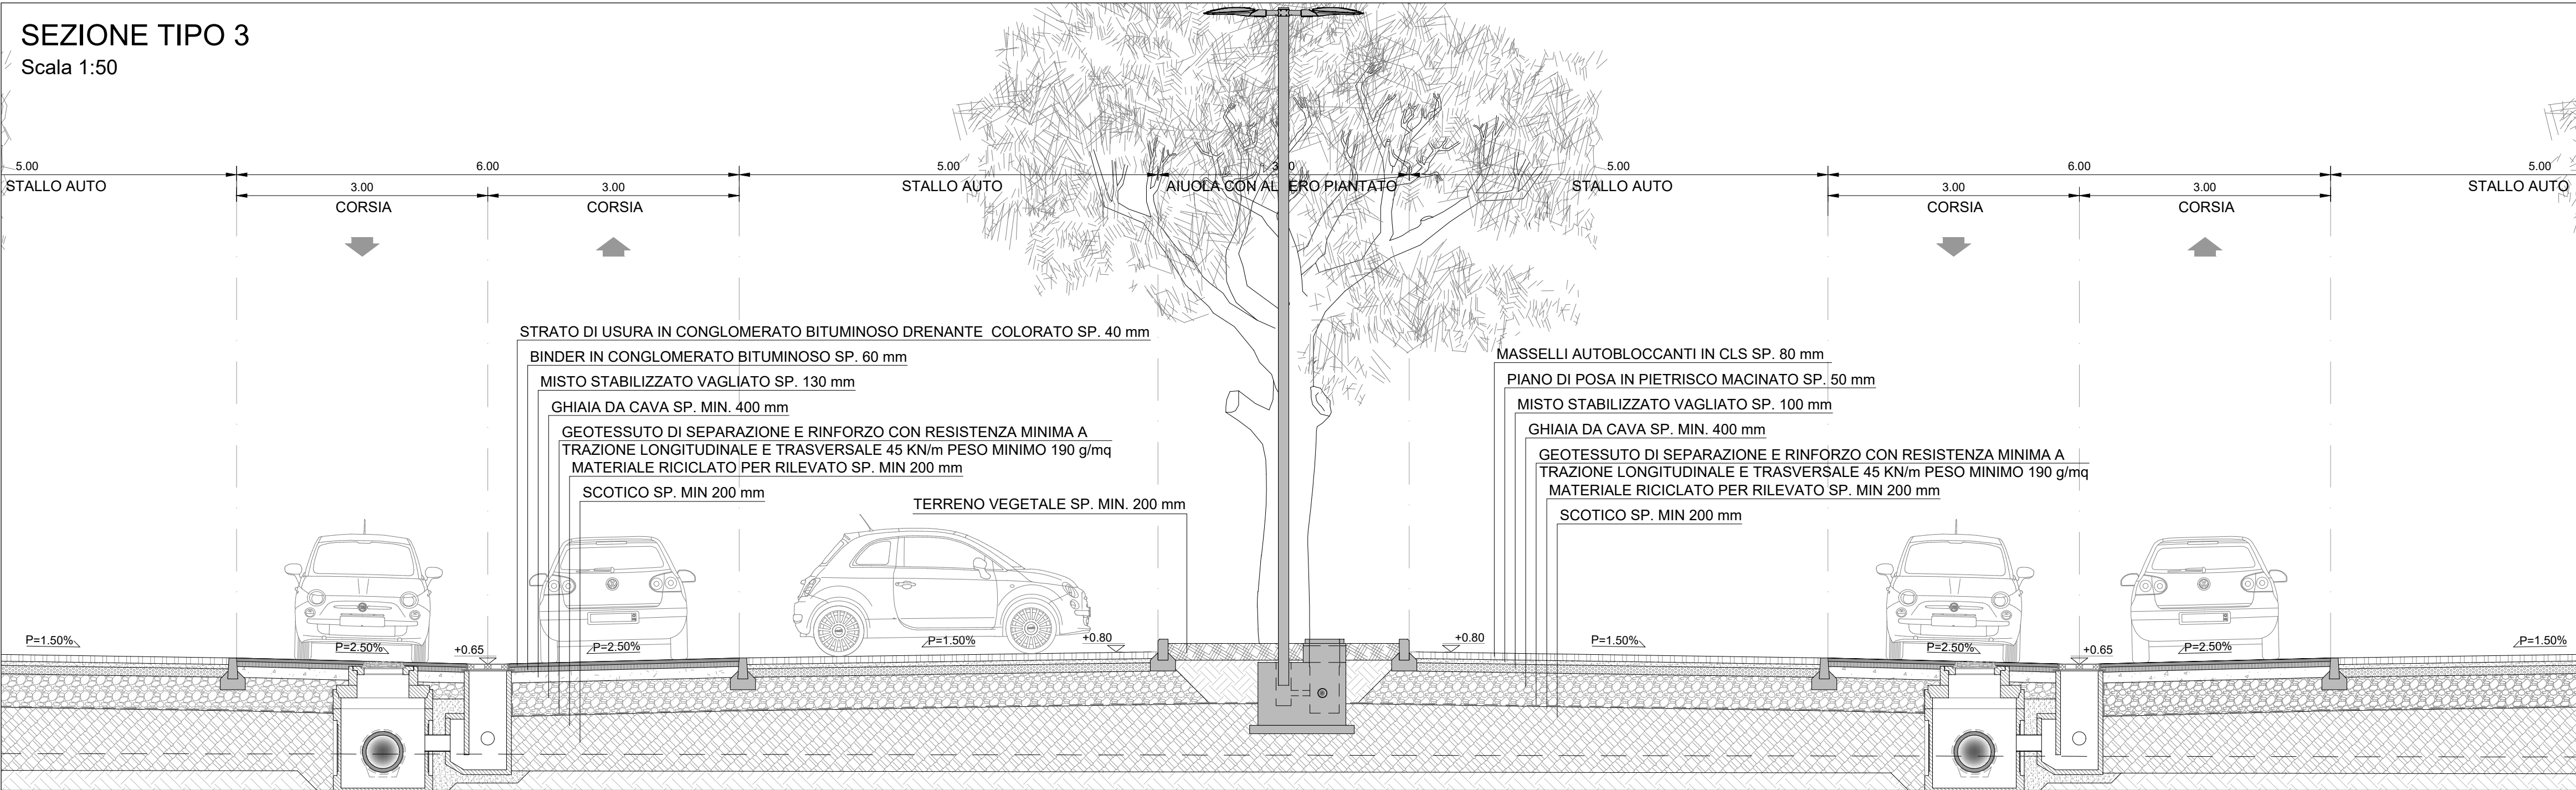 SEZIONE TIPO 3
Scala 1:50
5.00
6.00
5.00
5.00
6.00
5.00
STALLO AUTO
3.00
3.00
STALLO AUTO
AIUOLA CON
PIANTATO
STALLO AUTO
3.00
3.00
STALLO AUTO
CORSIA
CORSIA
CORSIA
CORSIA
STRATO DI USURA IN CONGLOMERATO BITUMINOSO DRENANTE COLORATO SP. 40 mm
BINDER IN CONGLOMERATO BITUMINOSO SP. 60 mm
MISTO STABILIZZATO VAGLIATO SP. 130 mm
GHIAIA DA CAVA SP. MIN. 400 mm
GEOTESSUTO DI SEPARAZIONE E RINFORZO CON RESISTENZA MINIMA A
TRAZIONE LONGITUDINALE E TRASVERSALE 45 KN/m PESO MINIMO 190 g/mq
MATERIALE RICICLATO PER RILEVATO SP. MIN 200 mm
SCOTICO SP. MIN 200 mm
TERRENO VEGETALE SP. MIN. 200 mm
MASSELLI AUTOBLOCCANTI IN CLS SP. 80 mm
PIANO DI POSA IN PIETRISCO MACINATO SP. 50 mm
MISTO STABILIZZATO VAGLIATO SP. 100 mm
GHIAIA DA CAVA SP. MIN. 400 mm
GEOTESSUTO DI SEPARAZIONE E RINFORZO CON RESISTENZA MINIMA A
TRAZIONE LONGITUDINALE E TRASVERSALE 45 KN/m PESO MINIMO 190 g/mq
MATERIALE RICICLATO PER RILEVATO SP. MIN 200 mm
SCOTICO SP. MIN 200 mm
P=1.50%
P=2.50%
+0.65
P=2.50%
P=1.50%
+0.80
+0.80
P=1.50%
P=2.50%
+0.65
P=2.50%
P=1.50%